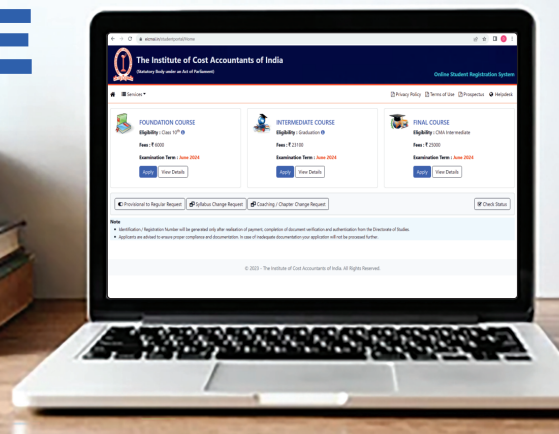 eicmai.in/studentportal/Home
The Institute of Cost Accountants of India
(Statutory Body under an Act of Parliament)
Online Student Registration System
Services
Privacy Policy Terms of Use Prospectus Helpdesk
FOUNDATION COURSE
Eligibility : Class 10th
Fees : ₹ 6000
Examination Term : June 2024
Apply View Details
INTERMEDIATE COURSE
Eligibility : Graduation
Fees : ₹ 23100
Examination Term : June 2024
Apply View Details
FINAL COURSE
Eligibility : CMA Intermediate
Fees : ₹ 25000
Examination Term : June 2024
Apply View Details
Provisional to Regular Request Syllabus Change Request Coaching / Chapter Change Request Check Status
Note
Identification / Registration Number will be generated only after realisation of payment, completion of document verification and authentication from the Directorate of Studies.
Applicants are advised to ensure proper compliance and documentation. In case of inadequate documentation your application will not be processed further.
© 2023 - The Institute of Cost Accountants of India. All Rights Reserved.